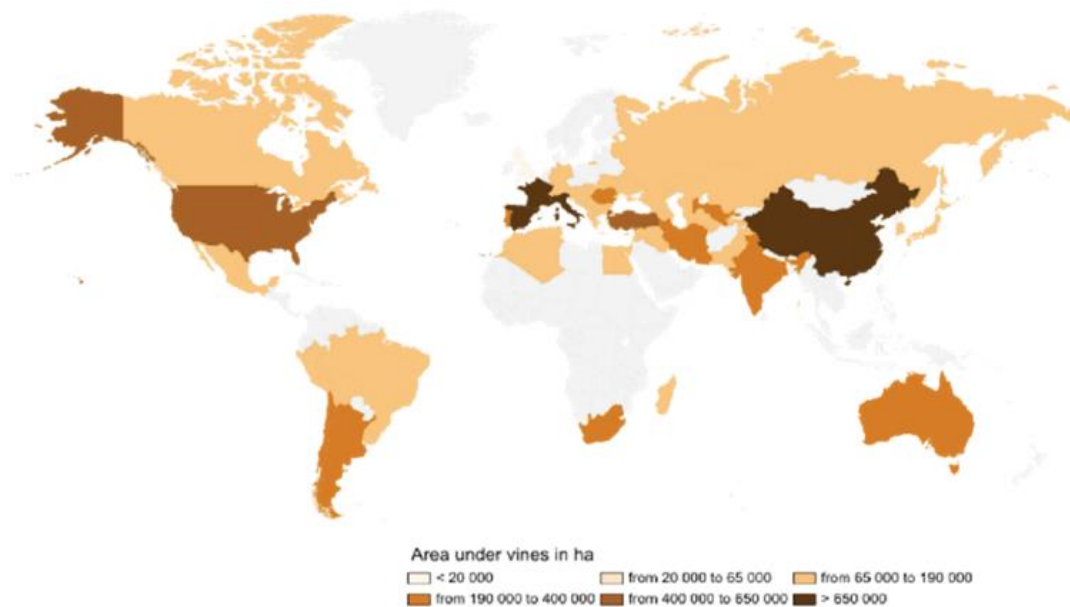 Area under vines in ha
< 20 000 from 20 000 to 65 000 from 65 000 to 190 000
from 190 000 to 400 000 from 400 000 to 650 000 > 650 000